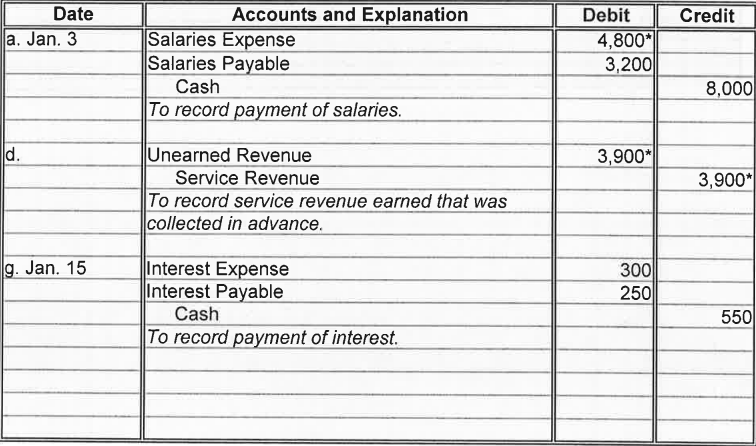 Date Accounts and Explanation Debit Credit
a. Jan. 3 Salaries Expense 4,800*
Salaries Payable 3,200
Cash 8,000
To record payment of salaries.
d. Unearned Revenue 3,900*
Service Revenue 3,900*
To record service revenue earned that was
collected in advance.
g. Jan. 15 Interest Expense 300
Interest Payable 250
Cash 550
To record payment of interest.